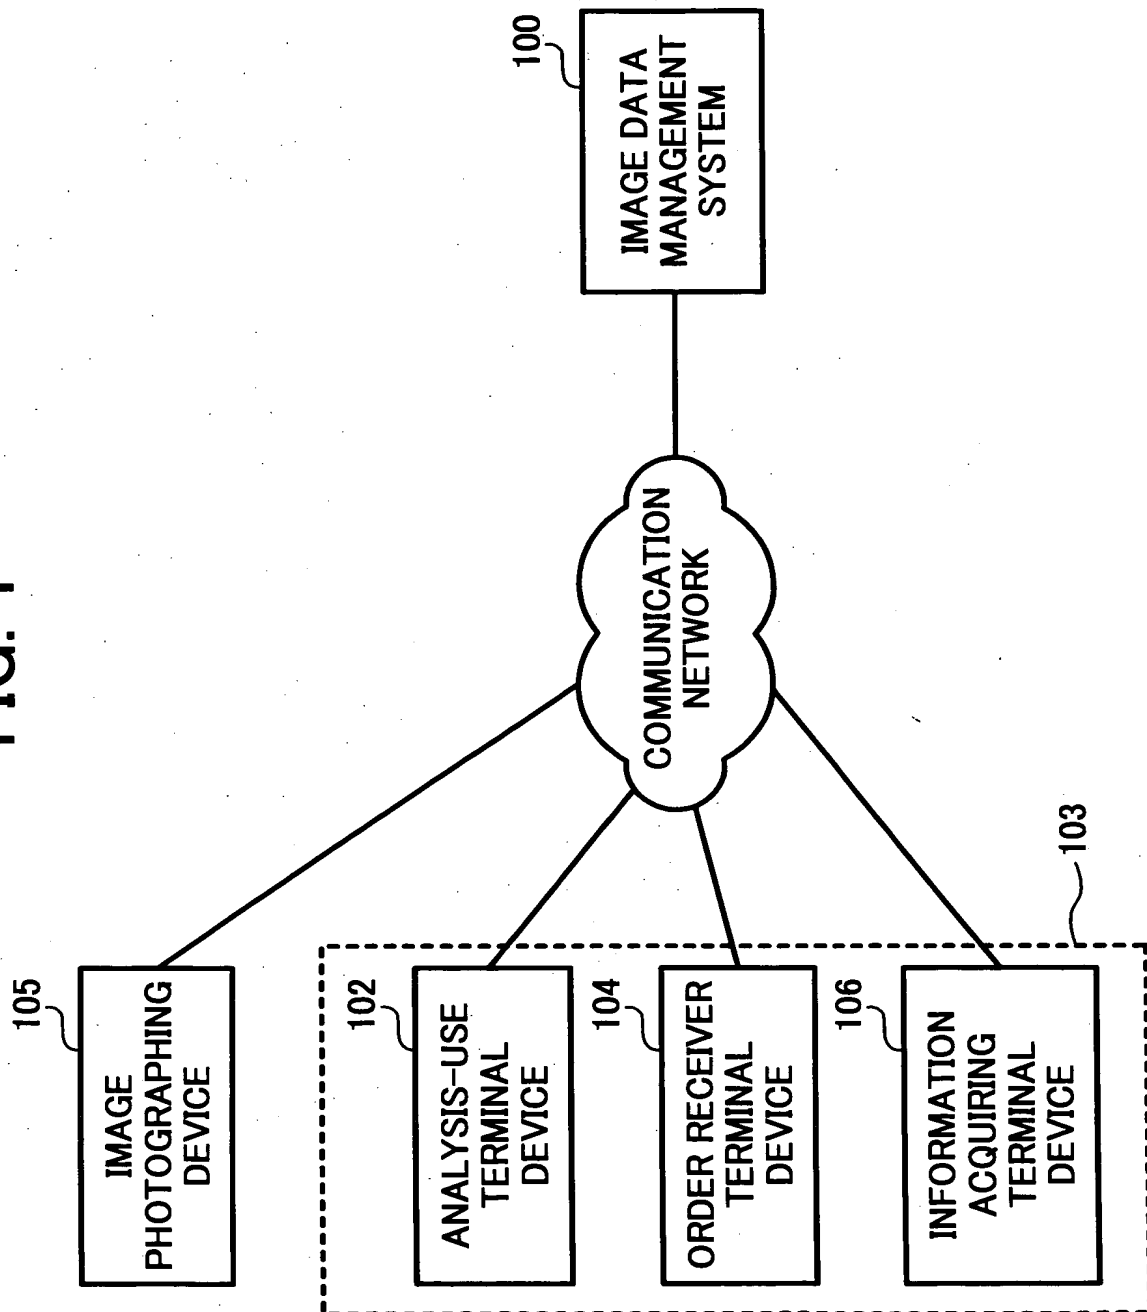 FIG. 1
100
IMAGE DATA
MANAGEMENT
SYSTEM
COMMUNICATION
NETWORK
105
IMAGE
PHOTOGRAPHING
DEVICE
103
102
ANALYSIS-USE
TERMINAL
DEVICE
104
ORDER RECEIVER
TERMINAL
DEVICE
106
INFORMATION
ACQUIRING
TERMINAL
DEVICE